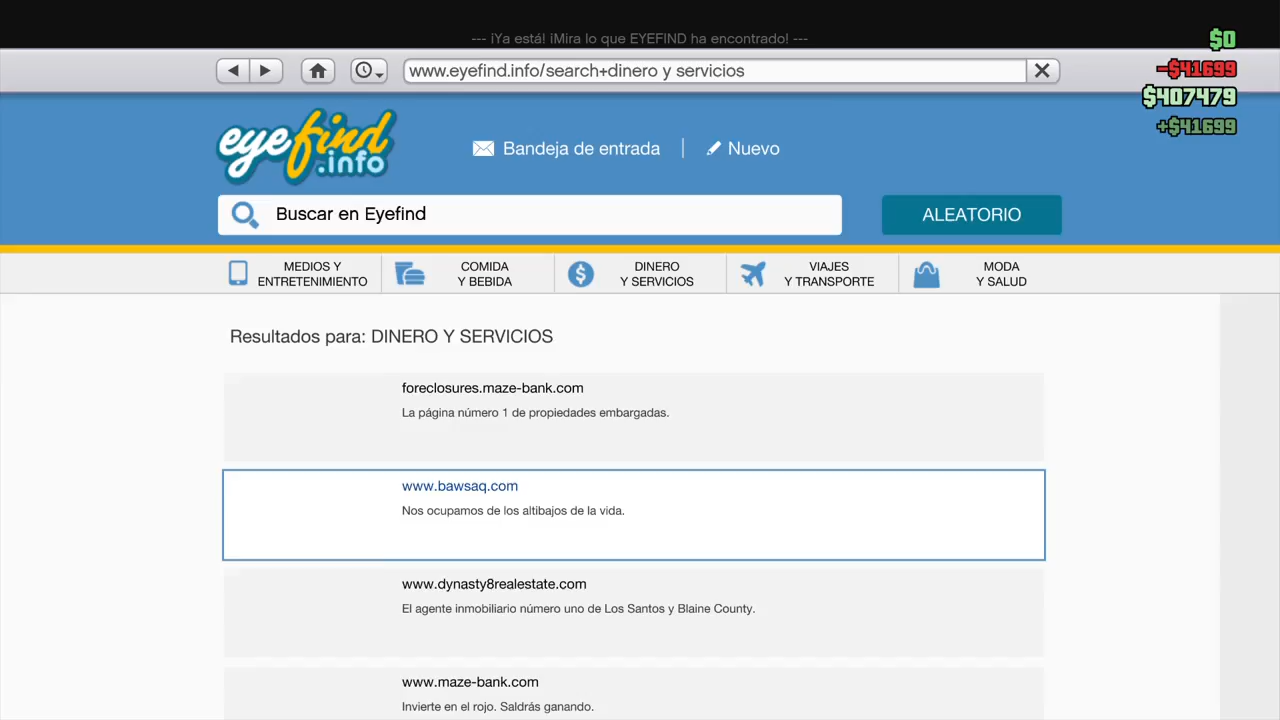 --- ¡Ya está! ¡Mira lo que EYEFIND ha encontrado! ---
$0
www.eyefind.info/search+dinero y servicios
-$41699
$407479
+$41699
eyefind
.info
Bandeja de entrada
Nuevo
Buscar en Eyefind
ALEATORIO
MEDIOS Y
ENTRETENIMIENTO
COMIDA
Y BEBIDA
DINERO
Y SERVICIOS
VIAJES
Y TRANSPORTE
MODA
Y SALUD
Resultados para: DINERO Y SERVICIOS
foreclosures.maze-bank.com
La página número 1 de propiedades embargadas.
www.bawsaq.com
Nos ocupamos de los altibajos de la vida.
www.dynasty8realestate.com
El agente inmobiliario número uno de Los Santos y Blaine County.
www.maze-bank.com
Invierte en el rojo. Saldrás ganando.